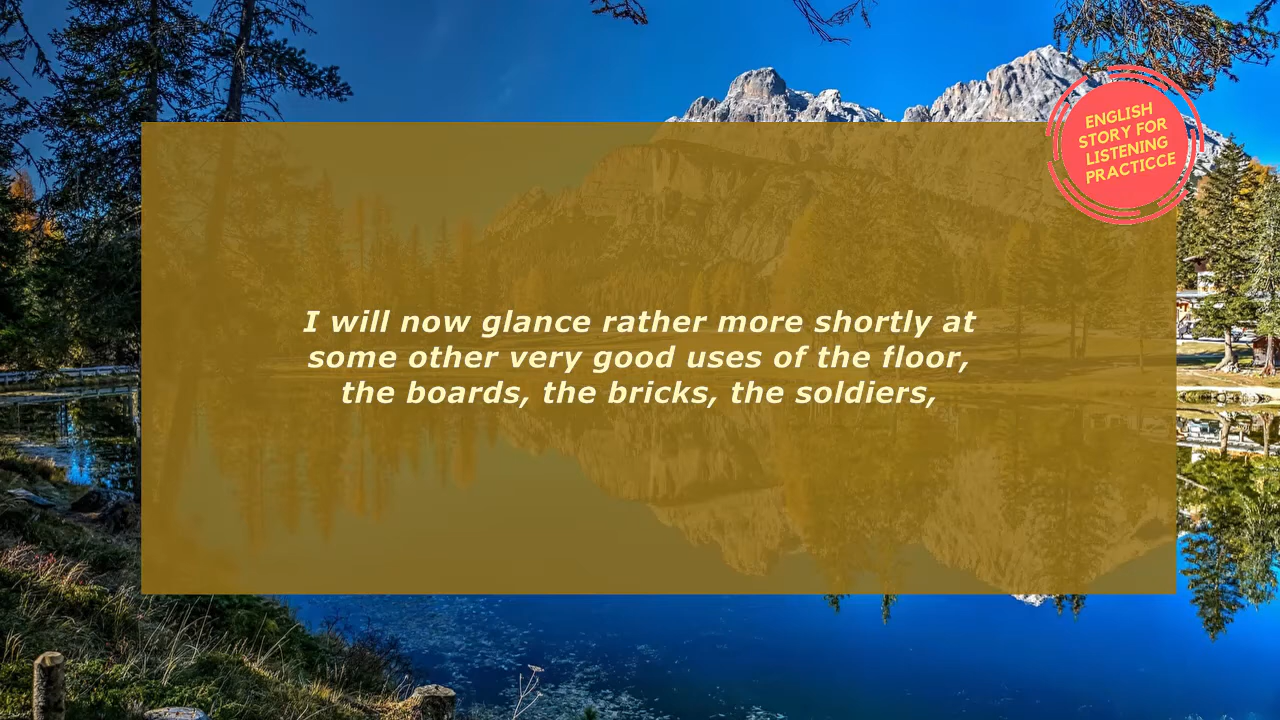 ENGLISH
STORY FOR
LISTENING
PRACTICCE
I will now glance rather more shortly at
some other very good uses of the floor,
the boards, the bricks, the soldiers,